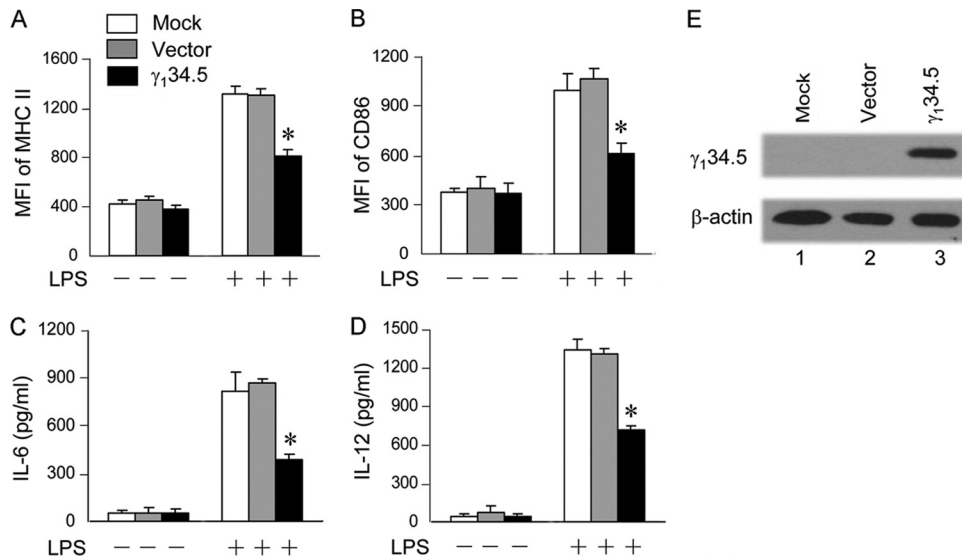 A
Mock
Vector
γ₁34.5
MFI of MHC II
1600
1200
800
400
0
*
LPS − − − + + +
B
MFI of CD86
1200
900
600
300
0
*
− − − + + +
E
Mock
Vector
γ₁34.5
γ₁34.5
β-actin
1 2 3
C
IL-6 (pg/ml)
1200
900
600
300
0
*
LPS − − − + + +
D
IL-12 (pg/ml)
1500
1200
900
600
300
0
*
LPS − − − + + +